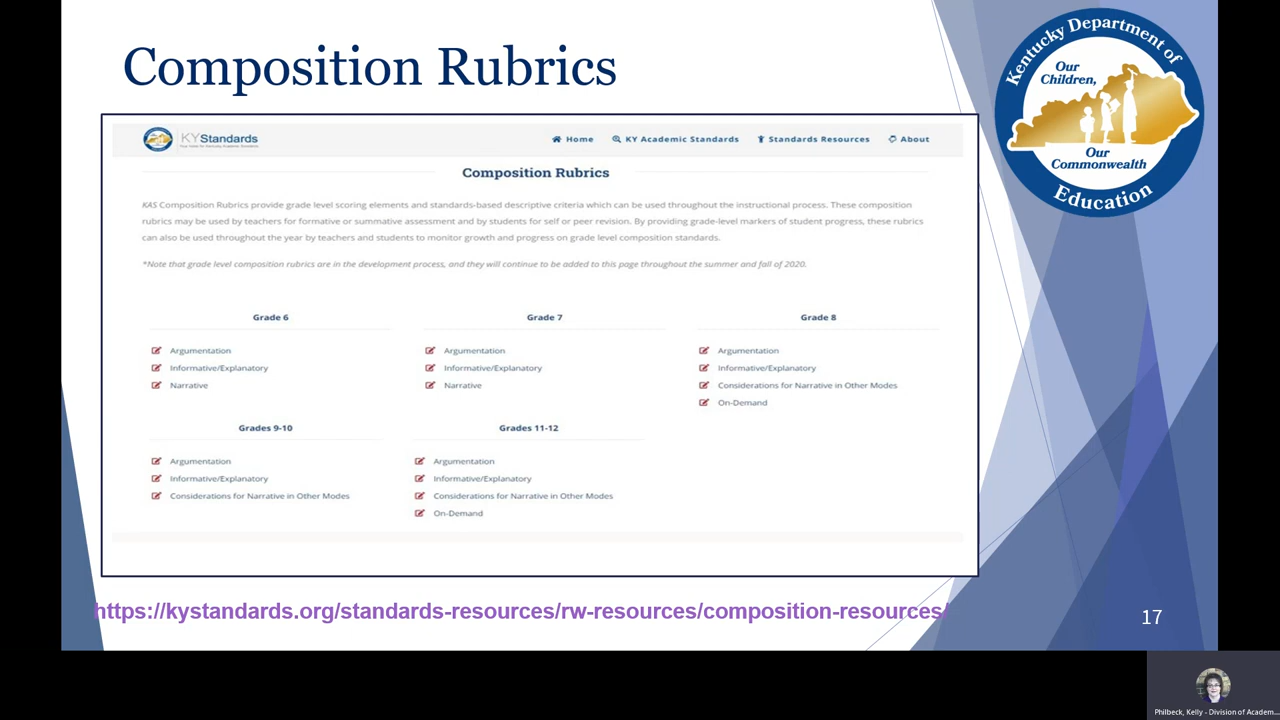 Composition Rubrics
Kentucky Department of
Education
Our
Children,
Our
Commonwealth
KYStandards
Home
KY Academic Standards
Standards Resources
About
Composition Rubrics
KAS Composition Rubrics provide grade level scoring elements and standards-based descriptive criteria which can be used throughout the instructional process. These composition
rubrics may be used by teachers for formative or summative assessment and by students for self or peer revision. By providing grade-level markers of student progress, these rubrics
can also be used throughout the year by teachers and students to monitor growth and progress on grade level composition standards.
*Note that grade level composition rubrics are in the development process, and they will continue to be added to this page throughout the summer and fall of 2020.
Grade 6
Argumentation
Informative/Explanatory
Narrative
Grade 7
Argumentation
Informative/Explanatory
Narrative
Grade 8
Argumentation
Informative/Explanatory
Considerations for Narrative in Other Modes
On-Demand
Grades 9-10
Argumentation
Informative/Explanatory
Considerations for Narrative in Other Modes
Grades 11-12
Argumentation
Informative/Explanatory
Considerations for Narrative in Other Modes
On-Demand
https://kystandards.org/standards-resources/rw-resources/composition-resources/
17
Philbeck, Kelly - Division of Academ...